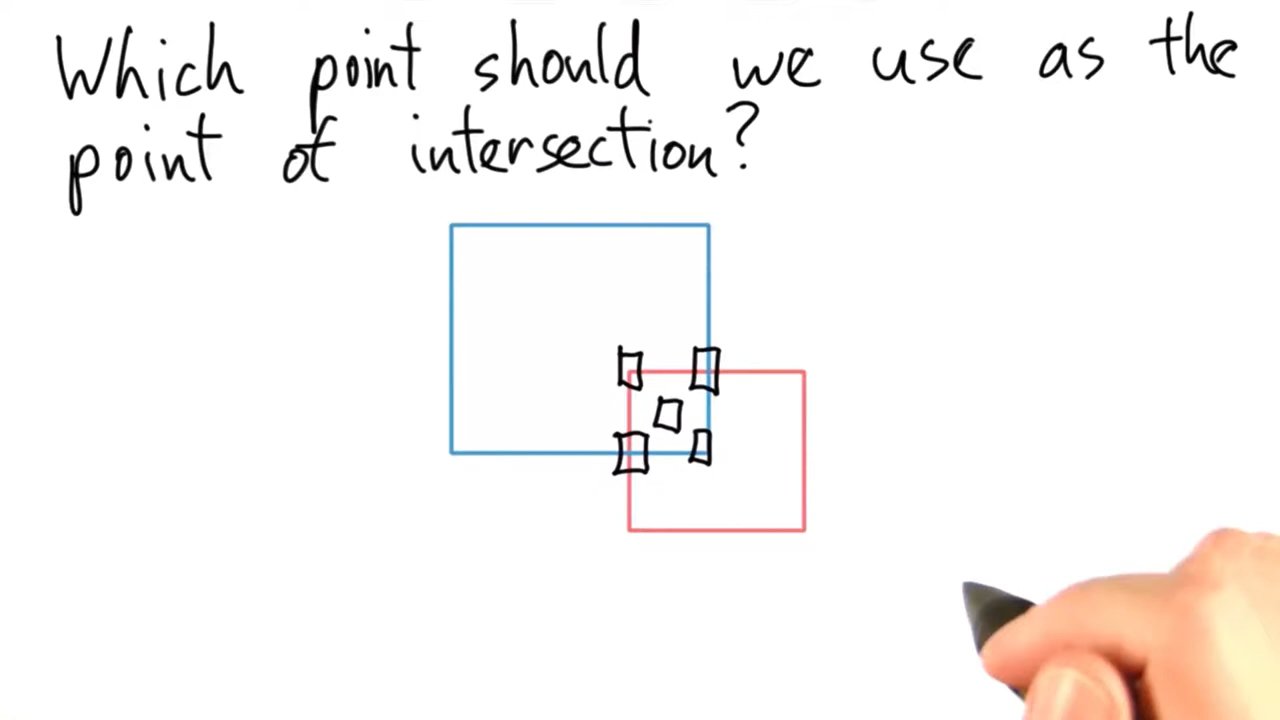 Which point should we use as the
point of intersection?